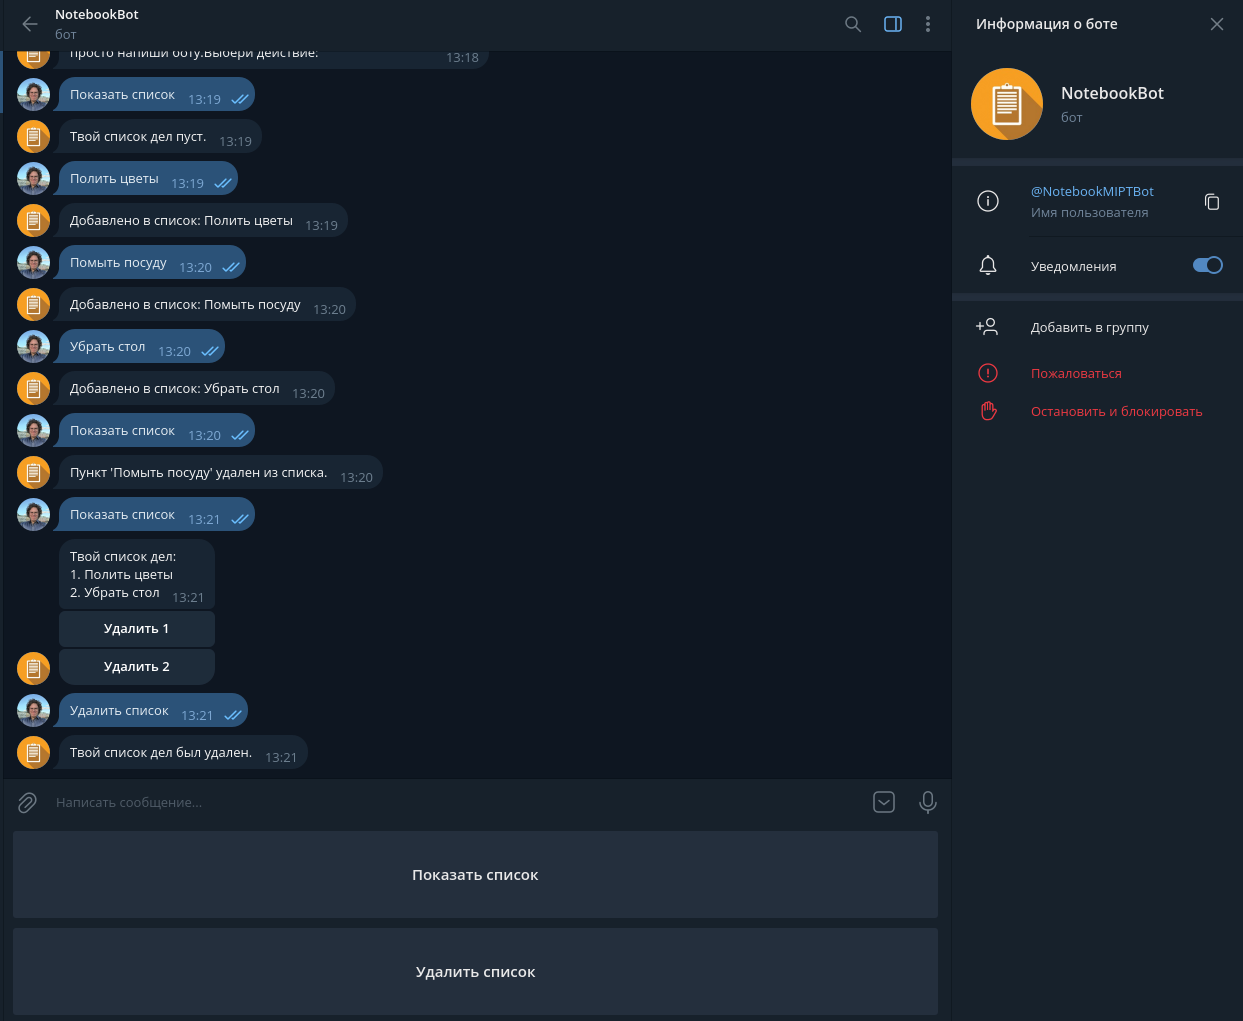 NotebookBot
бот
просто напиши боту.Выбери действие:
13:18
Показать список 13:19
Твой список дел пуст. 13:19
Полить цветы 13:19
Добавлено в список: Полить цветы 13:19
Помыть посуду 13:20
Добавлено в список: Помыть посуду 13:20
Убрать стол 13:20
Добавлено в список: Убрать стол 13:20
Показать список 13:20
Пункт 'Помыть посуду' удален из списка. 13:20
Показать список 13:21
Твой список дел:
1. Полить цветы
2. Убрать стол 13:21
Удалить 1
Удалить 2
Удалить список 13:21
Твой список дел был удален. 13:21
Написать сообщение...
Показать список
Удалить список
Информация о боте
NotebookBot
бот
@NotebookMIPTBot
Имя пользователя
Уведомления
Добавить в группу
Пожаловаться
Остановить и блокировать